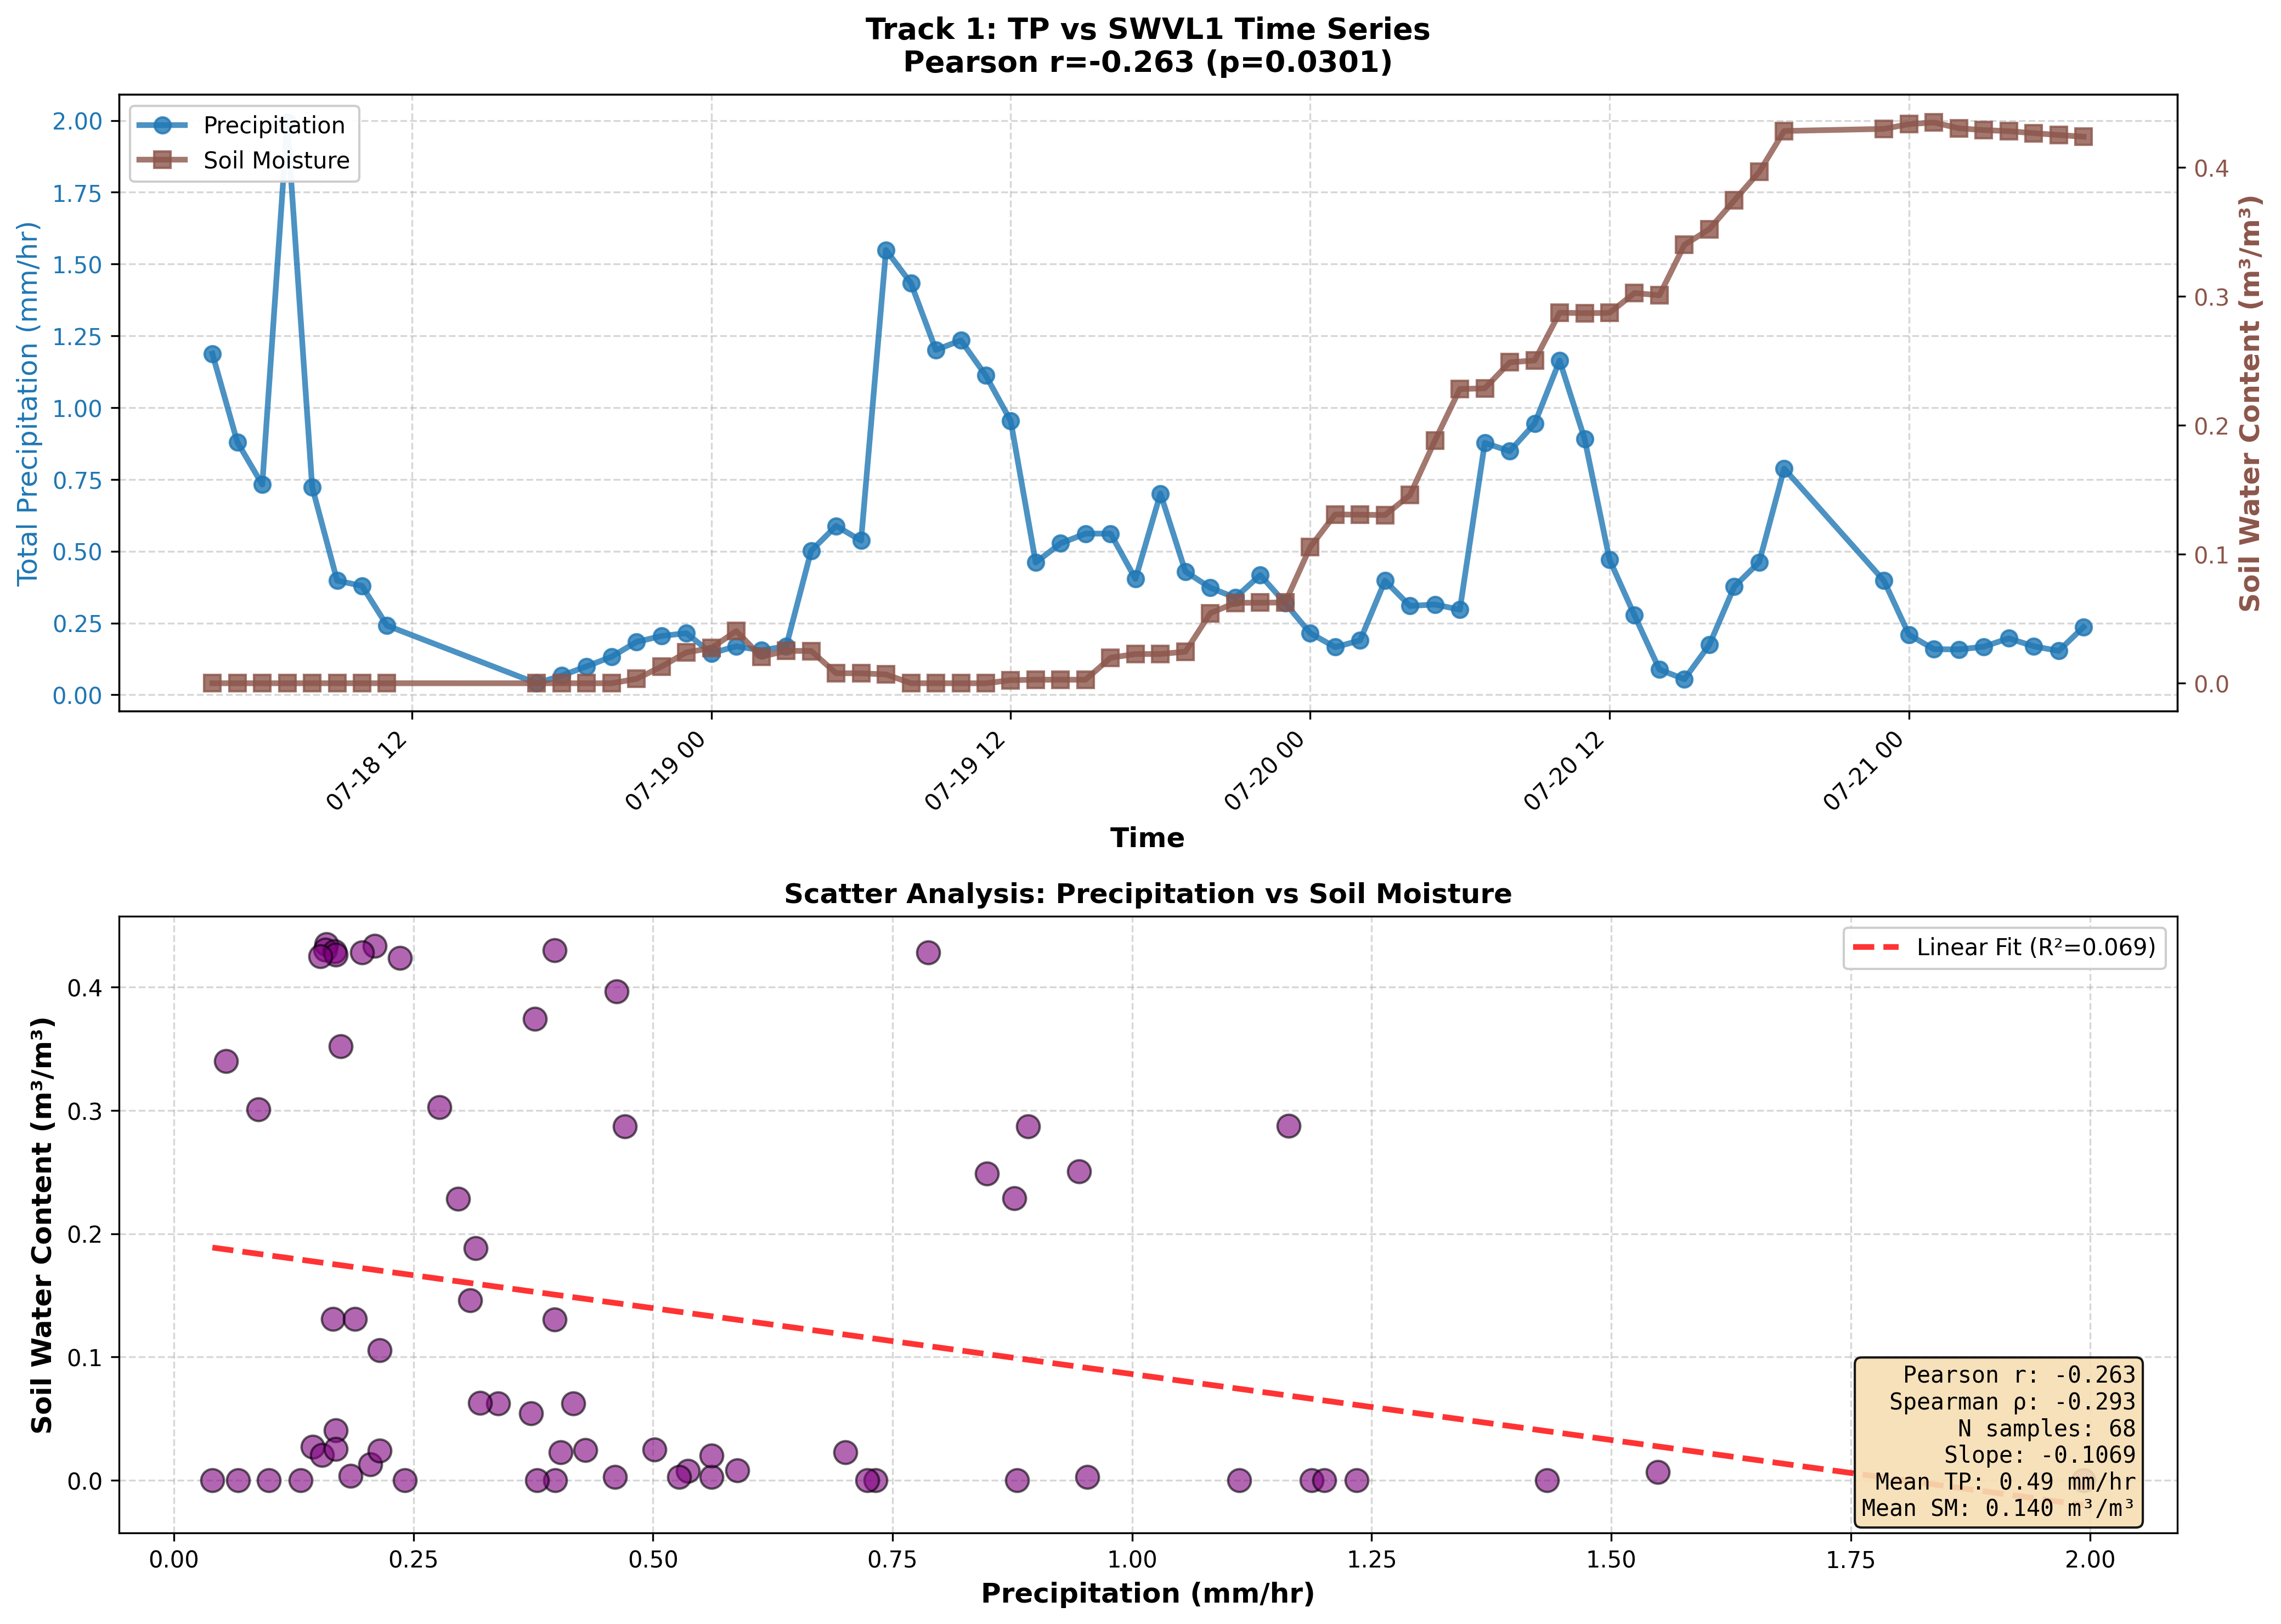 Track 1: TP vs SWVL1 Time Series
Pearson r=-0.263 (p=0.0301)
Precipitation
Soil Moisture
Total Precipitation (mm/hr)
2.00
1.75
1.50
1.25
1.00
0.75
0.50
0.25
0.00
Soil Water Content (m³/m³)
0.4
0.3
0.2
0.1
0.0
07-18 12
07-19 00
07-19 12
07-20 00
07-20 12
07-21 00
Time
Scatter Analysis: Precipitation vs Soil Moisture
Linear Fit (R²=0.069)
Soil Water Content (m³/m³)
0.4
0.3
0.2
0.1
0.0
Pearson r: -0.263
Spearman ρ: -0.293
N samples: 68
Slope: -0.1069
Mean TP: 0.49 mm/hr
Mean SM: 0.140 m³/m³
0.00
0.25
0.50
0.75
1.00
1.25
1.50
1.75
2.00
Precipitation (mm/hr)